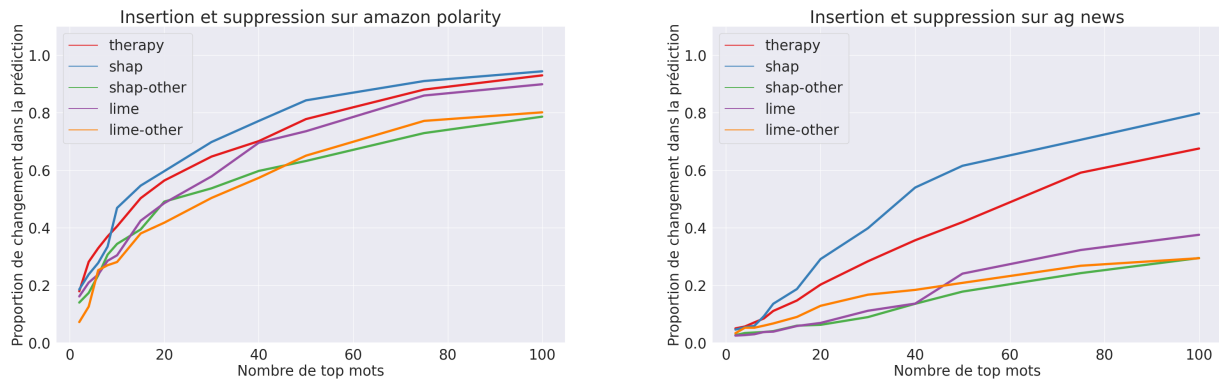 Insertion et suppression sur amazon polarity
Proportion de changement dans la prédiction
1.0
0.8
0.6
0.4
0.2
0.0
therapy
shap
shap-other
lime
lime-other
0
20
40
60
80
100
Nombre de top mots
Insertion et suppression sur ag news
Proportion de changement dans la prédiction
1.0
0.8
0.6
0.4
0.2
0.0
therapy
shap
shap-other
lime
lime-other
0
20
40
60
80
100
Nombre de top mots